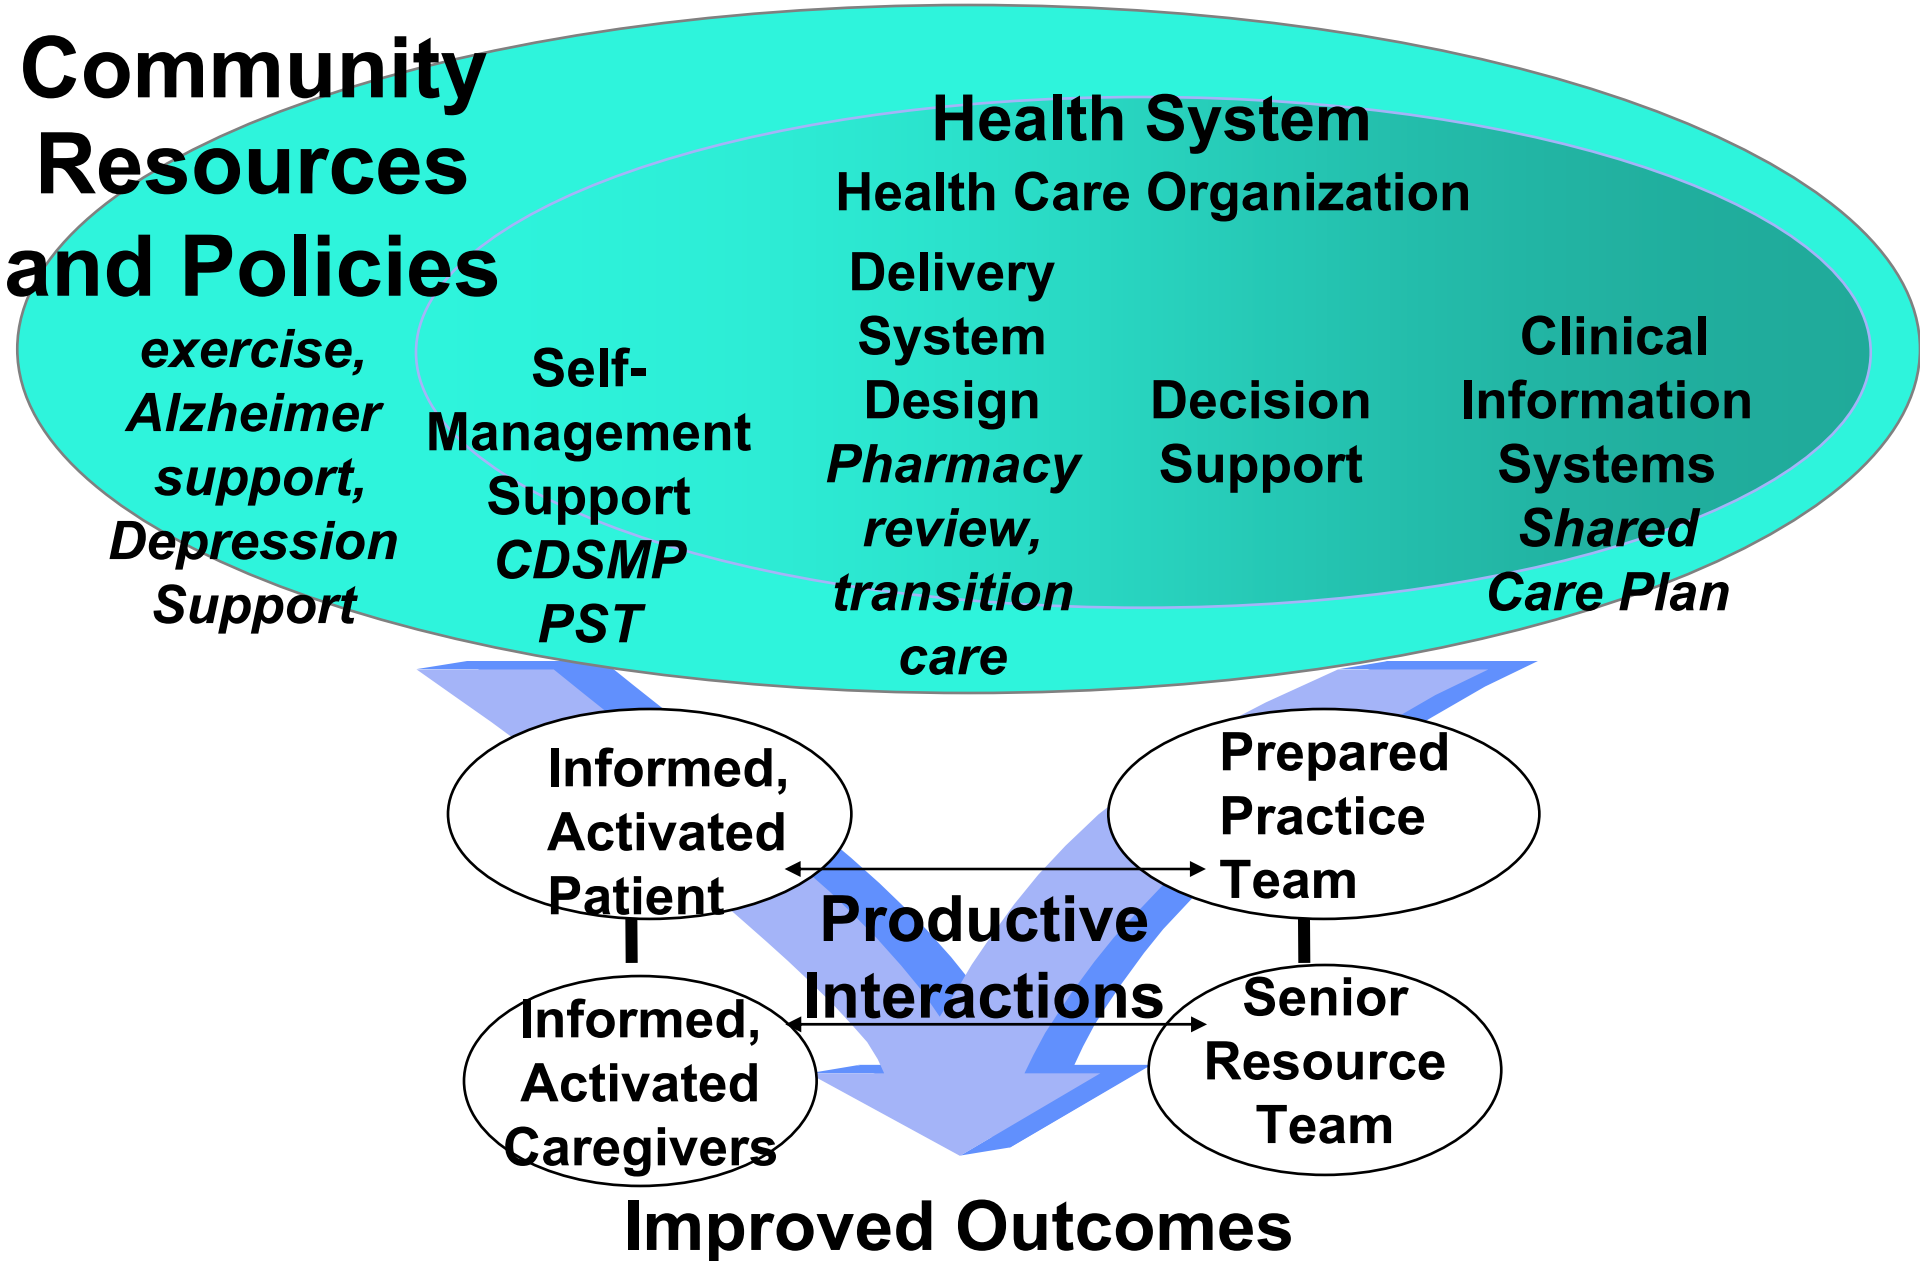 Community
Resources
and Policies
exercise,
Alzheimer
support,
Depression
Support
Health System
Health Care Organization
Self-
Management
Support
CDSMP
PST
Delivery
System
Design
Pharmacy
review,
transition
care
Decision
Support
Clinical
Information
Systems
Shared
Care Plan
Informed,
Activated
Patient
Prepared
Practice
Team
Productive
Interactions
Informed,
Activated
Caregivers
Senior
Resource
Team
Improved Outcomes